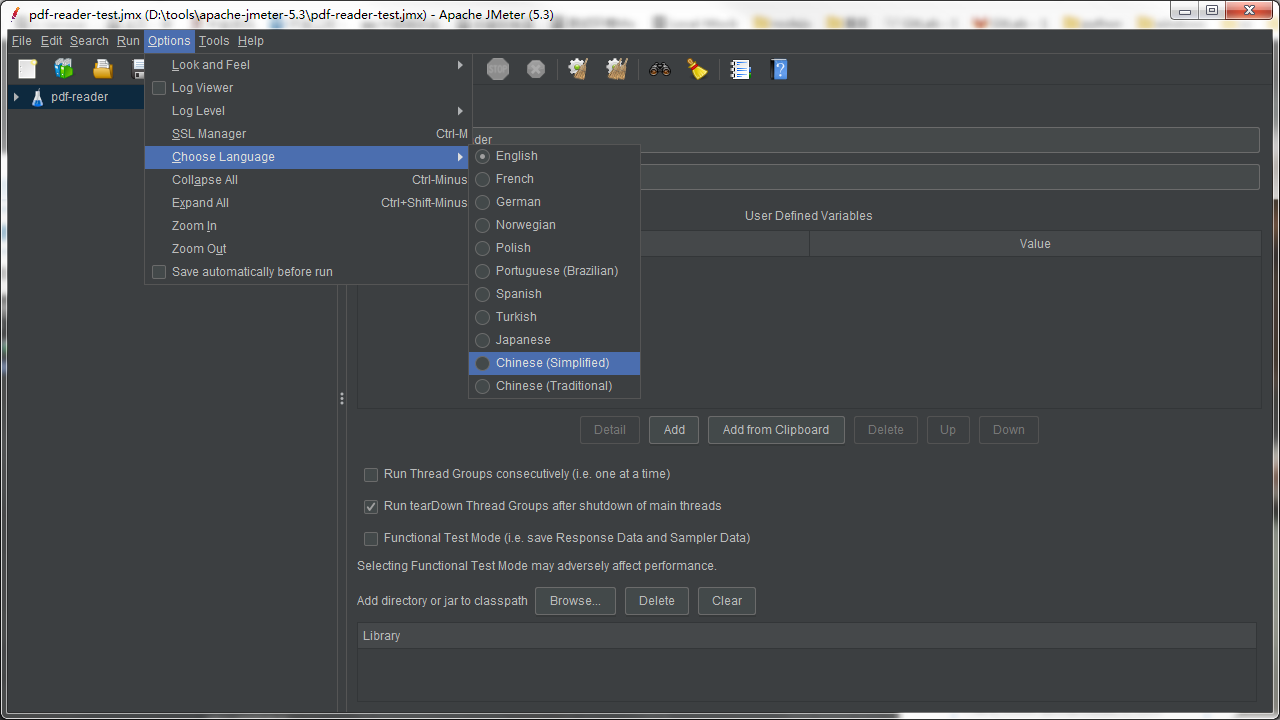 pdf-reader-test.jmx (D:\tools\apache-jmeter-5.3\pdf-reader-test.jmx) - Apache JMeter (5.3)
File Edit Search Run Options Tools Help
STOP
pdf-reader
Look and Feel
Log Viewer
Log Level
SSL Manager Ctrl-M
Choose Language
Collapse All Ctrl-Minus
Expand All Ctrl+Shift-Minus
Zoom In
Zoom Out
Save automatically before run
English
French
German
Norwegian
Polish
Portuguese (Brazilian)
Spanish
Turkish
Japanese
Chinese (Simplified)
Chinese (Traditional)
der
User Defined Variables
Value
Detail Add Add from Clipboard Delete Up Down
Run Thread Groups consecutively (i.e. one at a time)
Run tearDown Thread Groups after shutdown of main threads
Functional Test Mode (i.e. save Response Data and Sampler Data)
Selecting Functional Test Mode may adversely affect performance.
Add directory or jar to classpath Browse... Delete Clear
Library